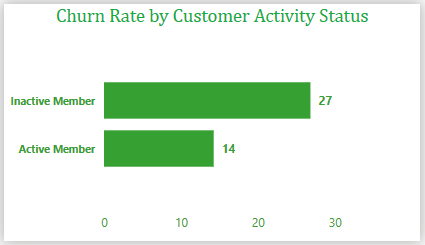 Churn Rate by Customer Activity Status
Inactive Member 27
Active Member 14
0 10 20 30